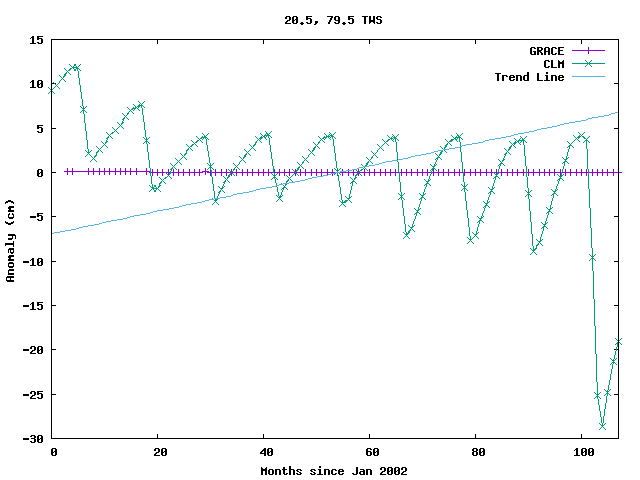 20.5, 79.5 TWS
GRACE
CLM
Trend Line
15
10
5
0
-5
-10
-15
-20
-25
-30
Anomaly (cm)
0 20 40 60 80 100
Months since Jan 2002